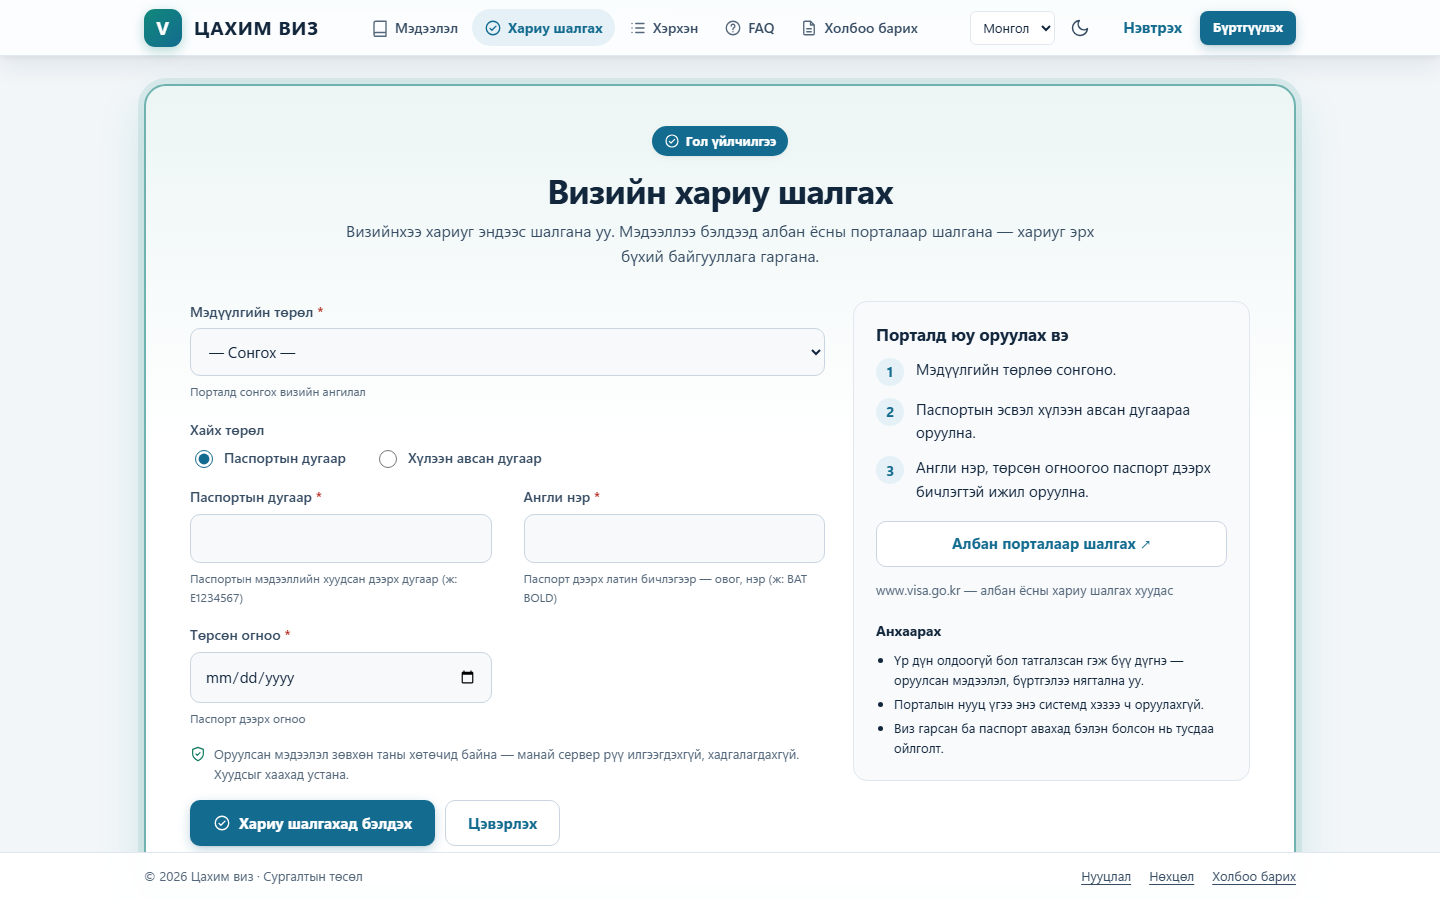 V ЦАХИМ ВИЗ Мэдээлэл Хариу шалгах Хэрхэн FAQ Холбоо барих Монгол Нэвтрэх Бүртгүүлэх
Гол үйлчилгээ
Визийн хариу шалгах
Визийнхээ хариуг эндээс шалгана уу. Мэдээллээ бэлдээд албан ёсны порталаар шалгана — хариуг эрх
бүхий байгууллага гаргана.
Мэдүүлгийн төрөл *
— Сонгох —
Порталд сонгох визийн ангилал
Хайх төрөл
Паспортын дугаар Хүлээн авсан дугаар
Паспортын дугаар * Англи нэр *
Паспортын мэдээллийн хуудсан дээрх дугаар (ж:
E1234567)
Паспорт дээрх латин бичлэгээр — овог, нэр (ж: BAT
BOLD)
Төрсөн огноо *
mm/dd/yyyy
Паспорт дээрх огноо
Оруулсан мэдээлэл зөвхөн таны хөтөчид байна — манай сервер рүү илгээгдэхгүй, хадгалагдахгүй.
Хуудсыг хаахад устана.
Хариу шалгахад бэлдэх Цэвэрлэх
Порталд юу оруулах вэ
1 Мэдүүлгийн төрлөө сонгоно.
2 Паспортын эсвэл хүлээн авсан дугаараа
оруулна.
3 Англи нэр, төрсөн огноогоо паспорт дээрх
бичлэгтэй ижил оруулна.
Албан порталаар шалгах ↗
www.visa.go.kr — албан ёсны хариу шалгах хуудас
Анхаарах
• Үр дүн олдоогүй бол татгалзсан гэж бүү дүгнэ —
оруулсан мэдээлэл, бүртгэлээ нягтална уу.
• Порталын нууц үгээ энэ системд хэзээ ч оруулахгүй.
• Виз гарсан ба паспорт авахад бэлэн болсон нь тусдаа
ойлголт.
© 2026 Цахим виз · Сургалтын төсөл Нууцлал Нөхцөл Холбоо барих